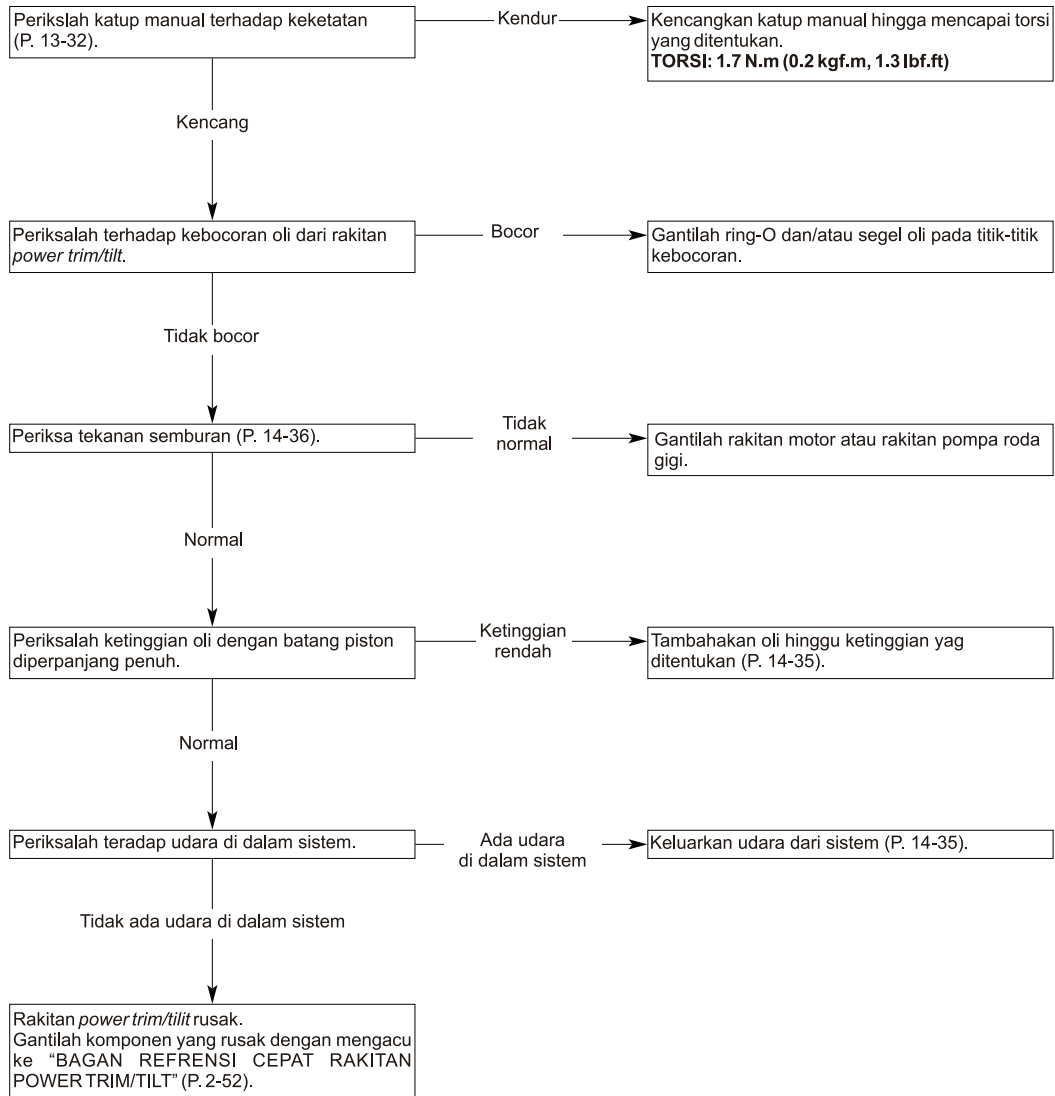 Perikslah katup manual terhadap keketatan
(P. 13-32).
Kendur
Kencangkan katup manual hingga mencapai torsi
yang ditentukan.
TORSI: 1.7 N.m (0.2 kgf.m, 1.3 lbf.ft)
Kencang
Periksalah terhadap kebocoran oli dari rakitan
power trim/tilt.
Bocor
Gantilah ring-O dan/atau segel oli pada titik-titik
kebocoran.
Tidak bocor
Periksa tekanan semburan (P. 14-36).
Tidak
normal
Gantilah rakitan motor atau rakitan pompa roda
gigi.
Normal
Periksalah ketinggian oli dengan batang piston
diperpanjang penuh.
Ketinggian
rendah
Tambahakan oli hinggu ketinggian yag
ditentukan (P. 14-35).
Normal
Periksalah teradap udara di dalam sistem.
Ada udara
di dalam sistem
Keluarkan udara dari sistem (P. 14-35).
Tidak ada udara di dalam sistem
Rakitan power trim/tilit rusak.
Gantilah komponen yang rusak dengan mengacu
ke “BAGAN REFRENSI CEPAT RAKITAN
POWER TRIM/TILT” (P. 2-52).